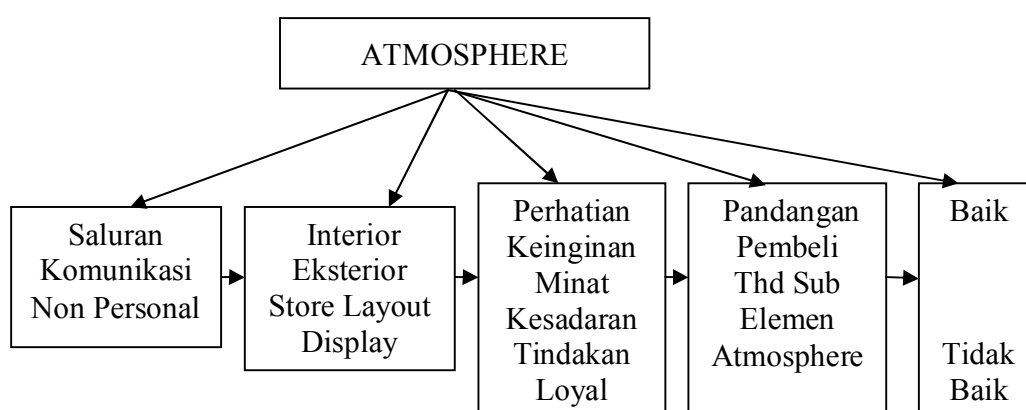 ATMOSPHERE
Saluran
Komunikasi
Non Personal
Interior
Eksterior
Store Layout
Display
Perhatian
Keinginan
Minat
Kesadaran
Tindakan
Loyal
Pandangan
Pembeli
Thd Sub
Elemen
Atmosphere
Baik
Tidak
Baik